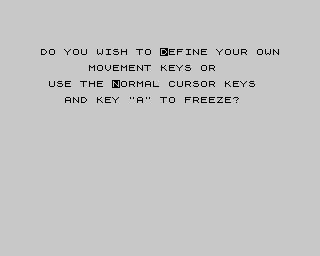 DO YOU WISH TO DEFINE YOUR OWN
MOVEMENT KEYS OR
USE THE NORMAL CURSOR KEYS
AND KEY "A" TO FREEZE?